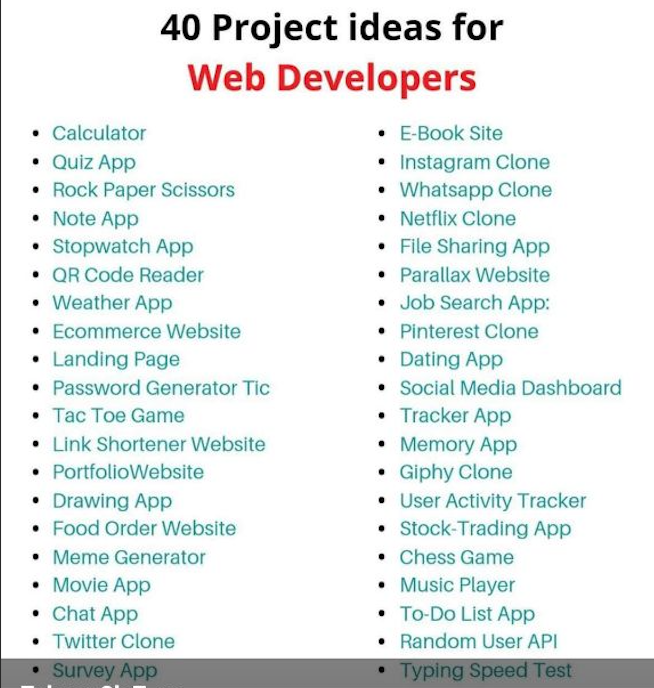 40 Project ideas for
Web Developers
Calculator
Quiz App
Rock Paper Scissors
Note App
Stopwatch App
QR Code Reader
Weather App
Ecommerce Website
Landing Page
Password Generator Tic
Tac Toe Game
Link Shortener Website
PortfolioWebsite
Drawing App
Food Order Website
Meme Generator
Movie App
Chat App
Twitter Clone
Survey App
E-Book Site
Instagram Clone
Whatsapp Clone
Netflix Clone
File Sharing App
Parallax Website
Job Search App:
Pinterest Clone
Dating App
Social Media Dashboard
Tracker App
Memory App
Giphy Clone
User Activity Tracker
Stock-Trading App
Chess Game
Music Player
To-Do List App
Random User API
Typing Speed Test